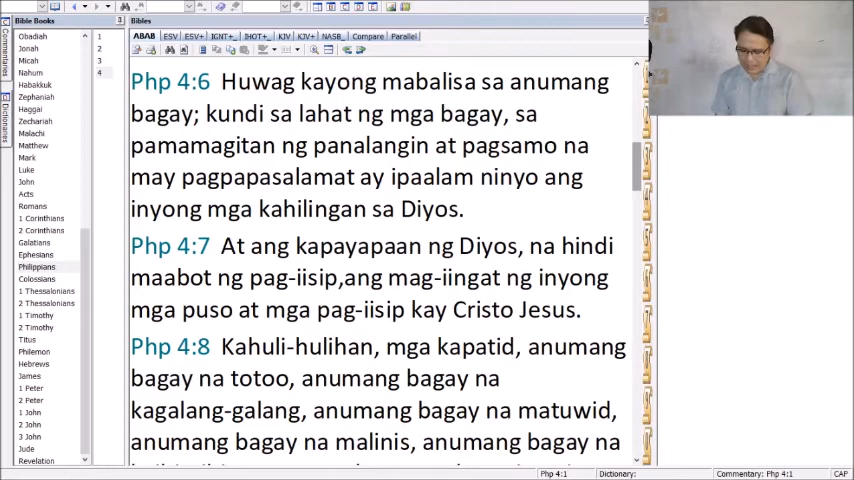 Bible Books
Bibles
Commentaries
Dictionaries
Obadiah
Jonah
Micah
Nahum
Habakkuk
Zephaniah
Haggai
Zechariah
Malachi
Matthew
Mark
Luke
John
Acts
Romans
1 Corinthians
2 Corinthians
Galatians
Ephesians
Philippians
Colossians
1 Thessalonians
2 Thessalonians
1 Timothy
2 Timothy
Titus
Philemon
Hebrews
James
1 Peter
2 Peter
1 John
2 John
3 John
Jude
Revelation
1
2
3
4
ABAB ESV ESV+ IGNT+_ IHOT+_ KJV KJV+ NASB_ Compare Parallel
Php 4:6 Huwag kayong mabalisa sa anumang
bagay; kundi sa lahat ng mga bagay, sa
pamamagitan ng panalangin at pagsamo na
may pagpapasalamat ay ipaalam ninyo ang
inyong mga kahilingan sa Diyos.
Php 4:7 At ang kapayapaan ng Diyos, na hindi
maabot ng pag-iisip,ang mag-iingat ng inyong
mga puso at mga pag-iisip kay Cristo Jesus.
Php 4:8 Kahuli-hulihan, mga kapatid, anumang
bagay na totoo, anumang bagay na
kagalang-galang, anumang bagay na matuwid,
anumang bagay na malinis, anumang bagay na
Php 4:1 Dictionary: Commentary: Php 4:1 CAP